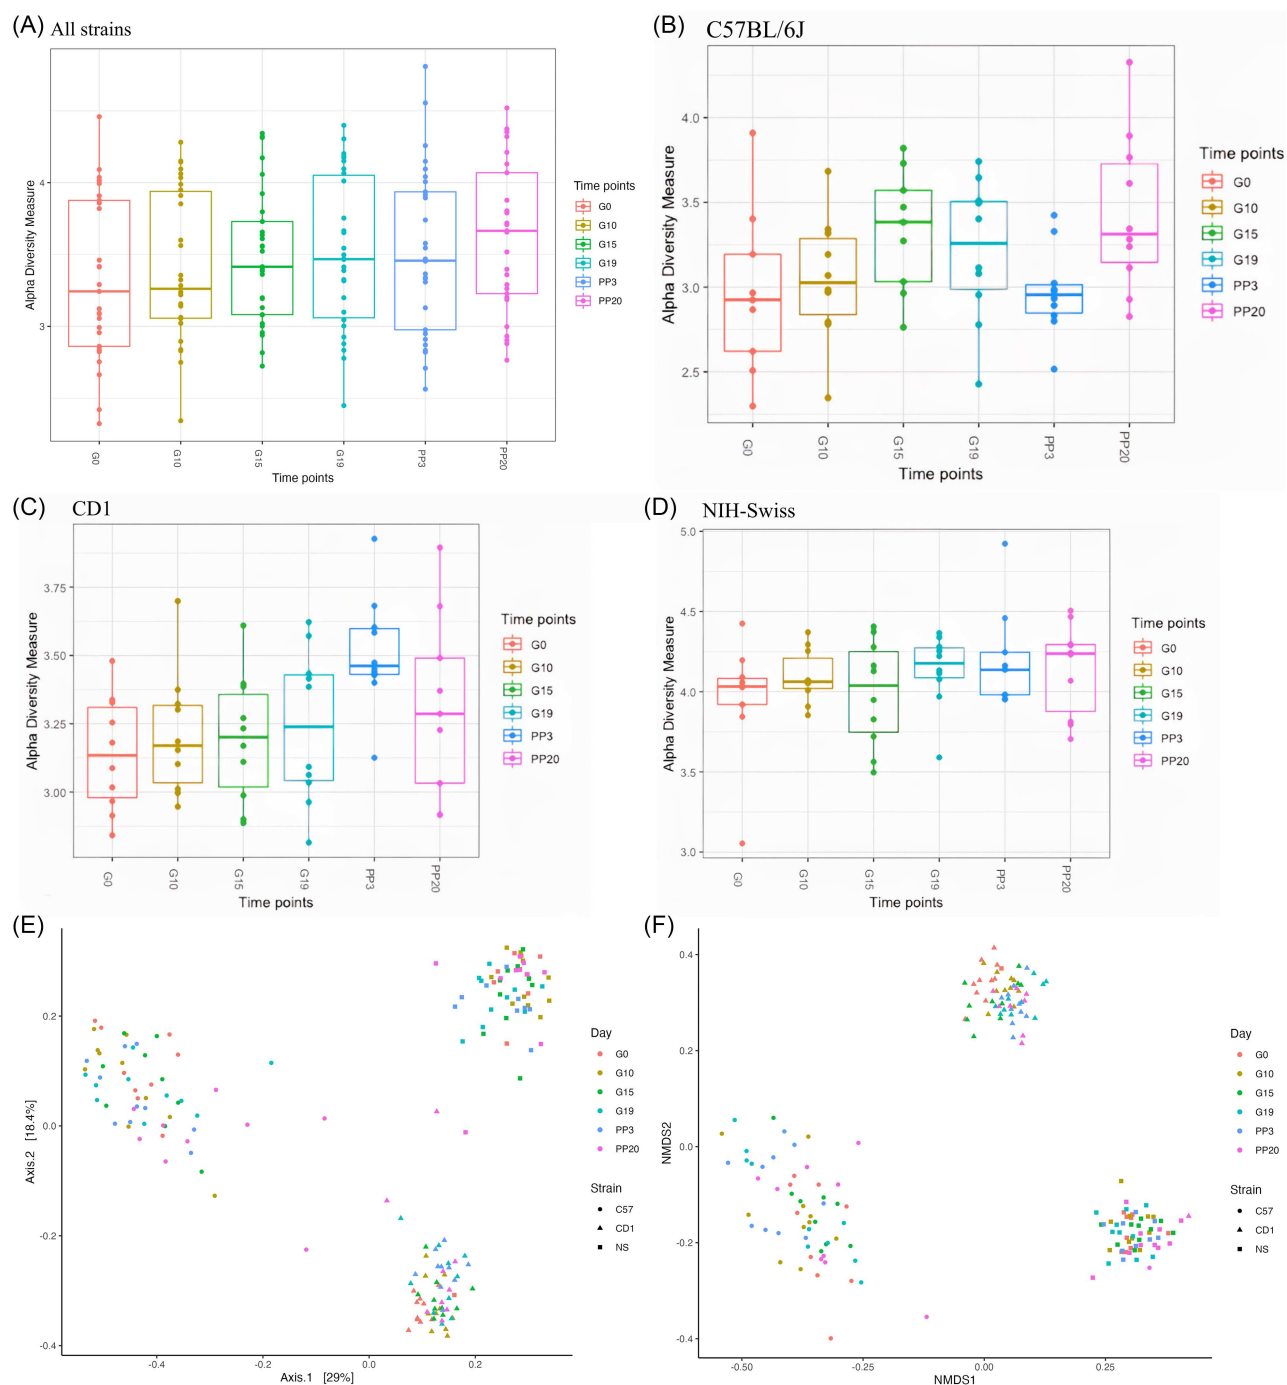 (A) All strains
Alpha Diversity Measure
4
3
G0 G10 G15 G19 PP3 PP20
Time points
Time points
G0
G10
G15
G19
PP3
PP20
(B) C57BL/6J
Alpha Diversity Measure
4.0
3.5
3.0
2.5
G0 G10 G15 G19 PP3 PP20
Time points
Time points
G0
G10
G15
G19
PP3
PP20
(C) CD1
Alpha Diversity Measure
3.75
3.50
3.25
3.00
G0 G10 G15 G19 PP3 PP20
Time points
Time points
G0
G10
G15
G19
PP3
PP20
(D) NIH-Swiss
Alpha Diversity Measure
5.0
4.5
4.0
3.5
3.0
G0 G10 G15 G19 PP3 PP20
Time points
Time points
G0
G10
G15
G19
PP3
PP20
(E)
Axis.2 [18.4%]
0.2
0.0
-0.2
-0.4
-0.4 -0.2 0.0 0.2
Axis.1 [29%]
Day
G0
G10
G15
G19
PP3
PP20
Strain
C57
CD1
NS
(F)
NMDS2
0.4
0.2
0.0
-0.2
-0.4
-0.50 -0.25 0.00 0.25
NMDS1
Day
G0
G10
G15
G19
PP3
PP20
Strain
C57
CD1
NS